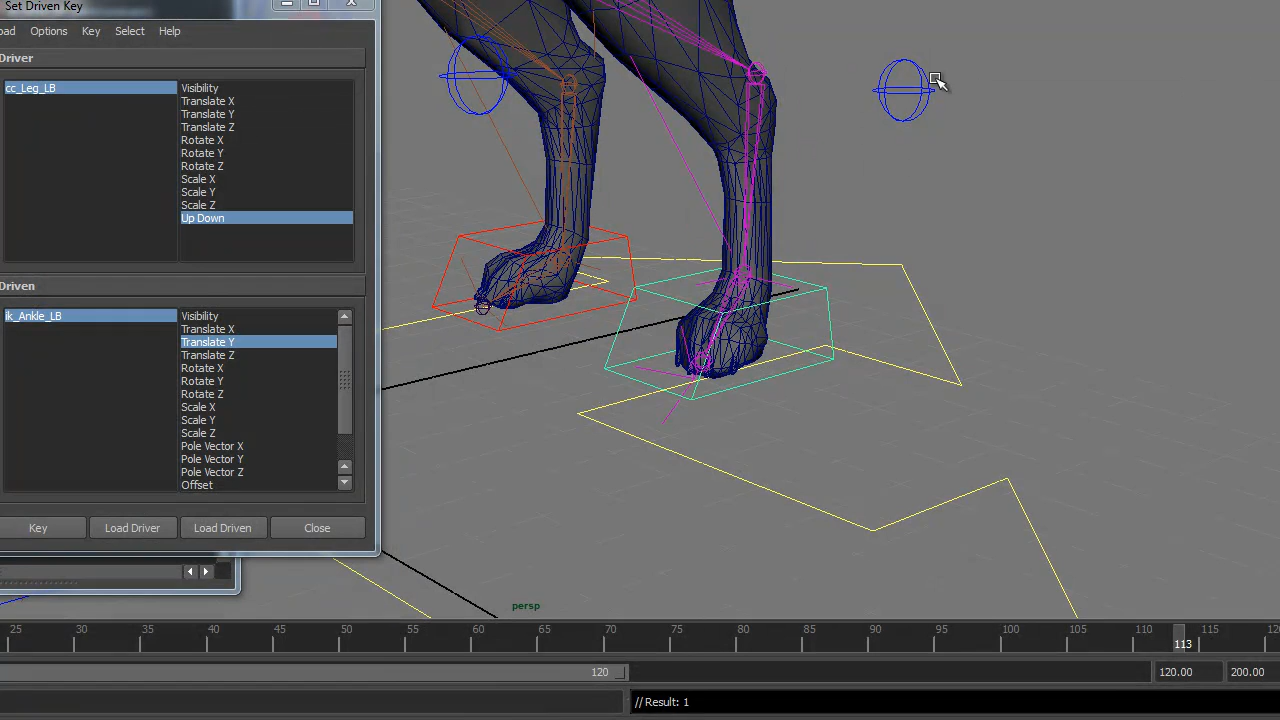 Set Driven Key
oad Options Key Select Help
Driver
cc_Leg_LB
Visibility
Translate X
Translate Y
Translate Z
Rotate X
Rotate Y
Rotate Z
Scale X
Scale Y
Scale Z
Up Down
Driven
ik_Ankle_LB
Visibility
Translate X
Translate Y
Translate Z
Rotate X
Rotate Y
Rotate Z
Scale X
Scale Y
Scale Z
Pole Vector X
Pole Vector Y
Pole Vector Z
Offset
Key Load Driver Load Driven Close
persp
25 30 35 40 45 50 55 60 65 70 75 80 85 90 95 100 105 110 115 120
113
120 120.00 200.00
// Result: 1